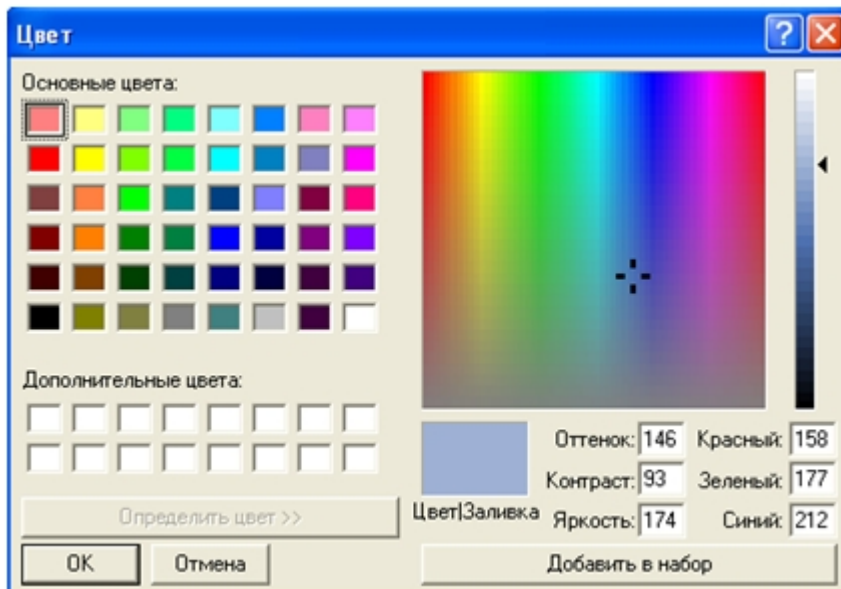 Цвет
Основные цвета:
Дополнительные цвета:
Определить цвет >>
OK
Отмена
Цвет|Заливка
Оттенок: 146
Контраст: 93
Яркость: 174
Красный: 158
Зеленый: 177
Синий: 212
Добавить в набор